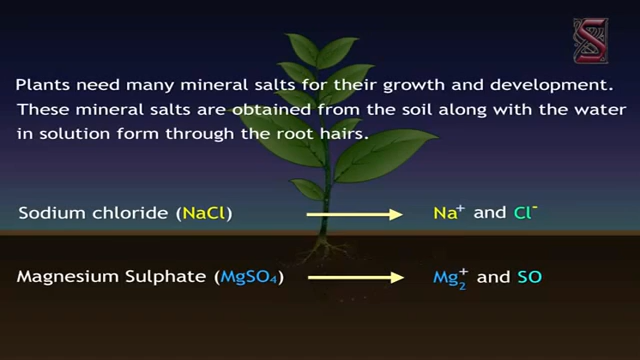 S
Plants need many mineral salts for their growth and development.
These mineral salts are obtained from the soil along with the water
in solution form through the root hairs.
Sodium chloride (NaCl) → Na⁺ and Cl⁻
Magnesium Sulphate (MgSO₄) → Mg₂⁺ and SO